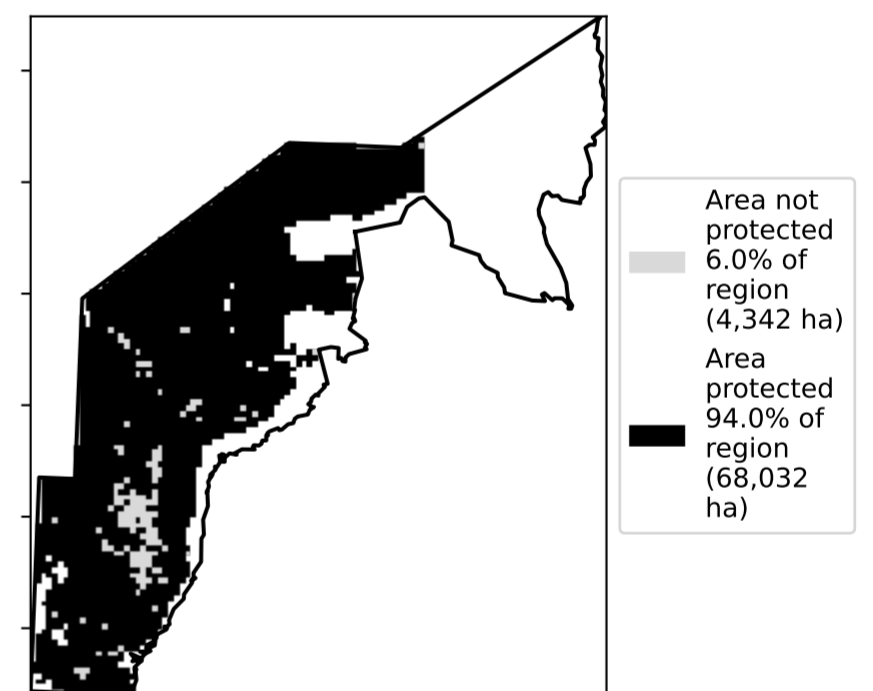 Area not
protected
6.0% of
region
(4,342 ha)
Area
protected
94.0% of
region
(68,032
ha)